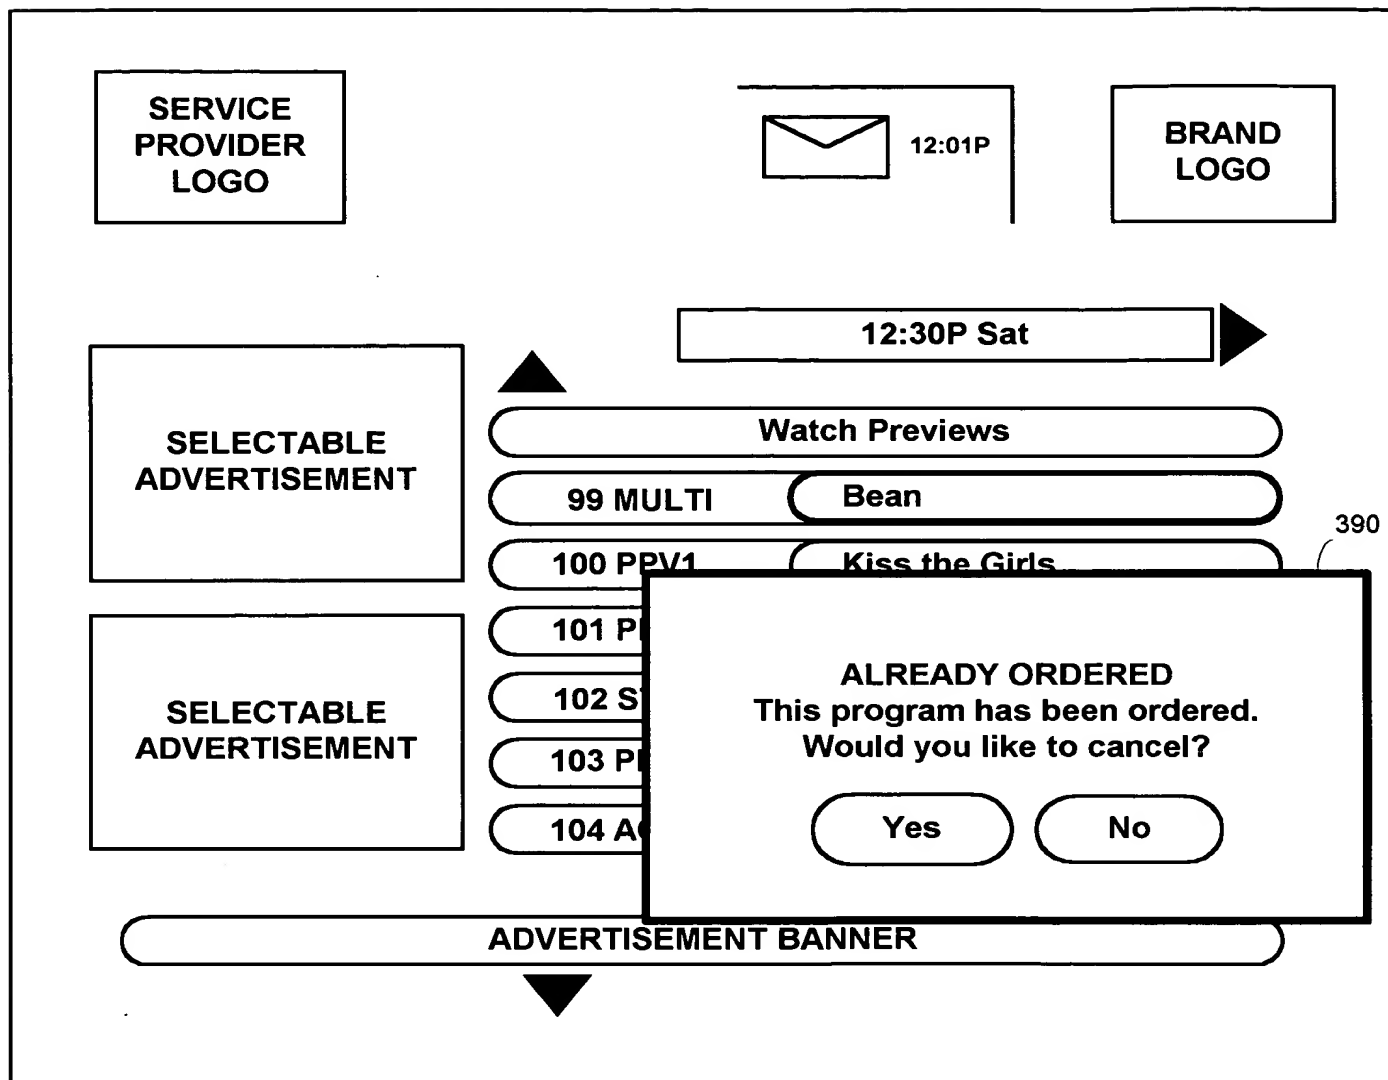 SERVICE
PROVIDER
LOGO
12:01P
BRAND
LOGO
12:30P Sat
SELECTABLE
ADVERTISEMENT
Watch Previews
99 MULTI Bean
390
100 PPV1 Kiss the Girls
101
102
103
104
SELECTABLE
ADVERTISEMENT
ALREADY ORDERED
This program has been ordered.
Would you like to cancel?
Yes No
ADVERTISEMENT BANNER